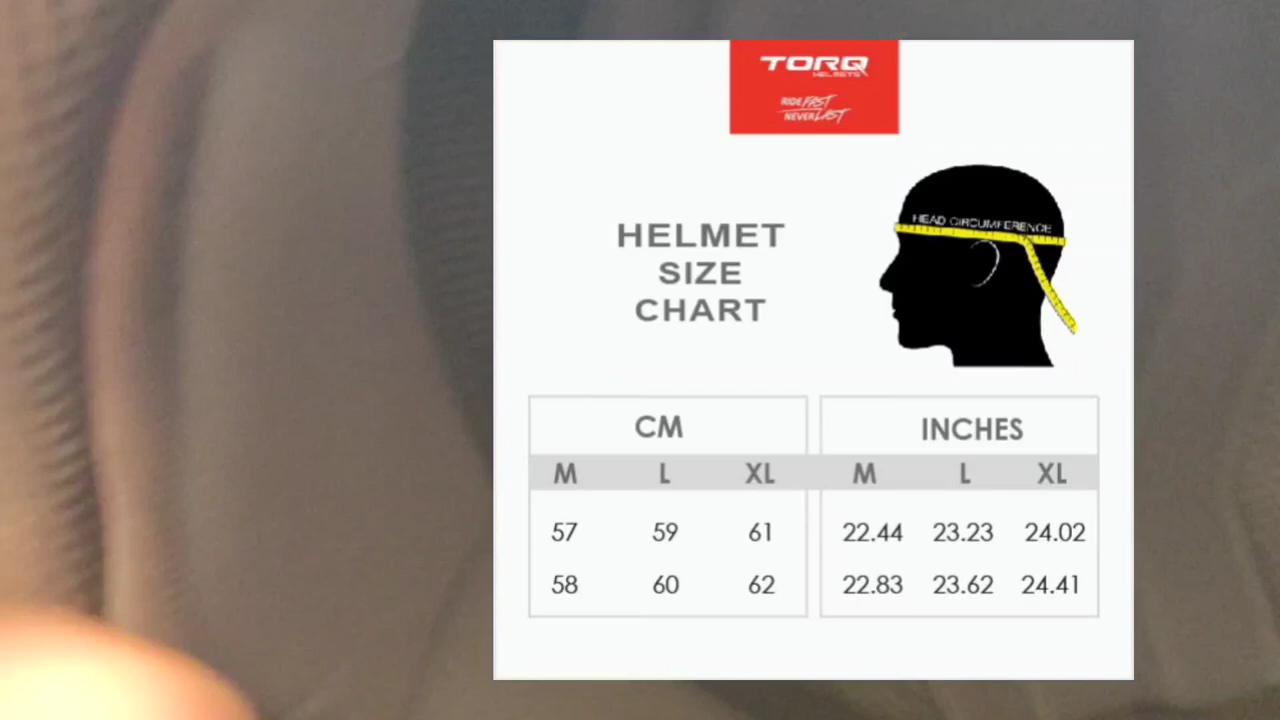 TORQ
HELMETS
RIDE FAST
NEVER LAST
HELMET
SIZE
CHART
HEAD CIRCUMFERENCE
CM INCHES
M L XL M L XL
57 59 61 22.44 23.23 24.02
58 60 62 22.83 23.62 24.41